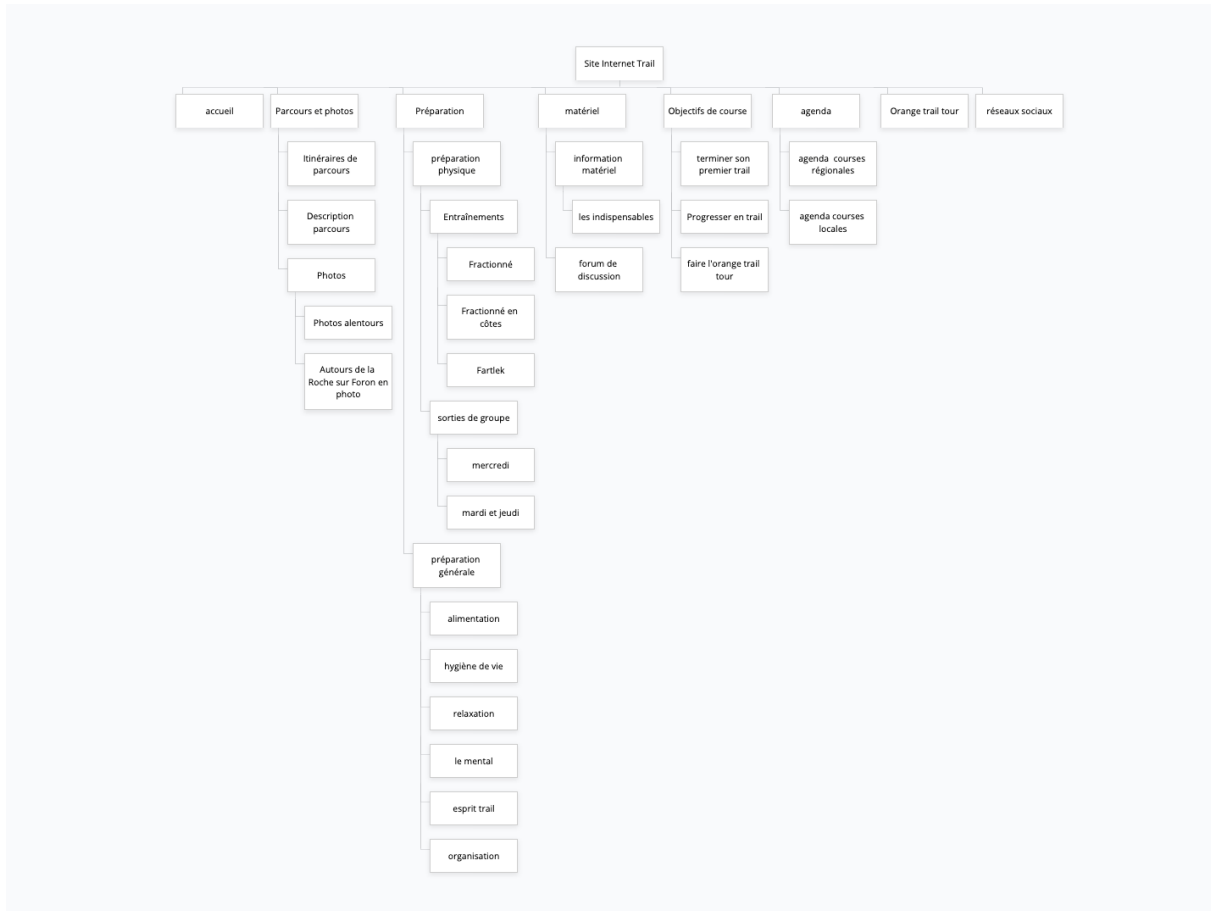 Site Internet Trail
accueil
Parcours et photos
Préparation
matériel
Objectifs de course
agenda
Orange trail tour
réseaux sociaux
Itinéraires de
parcours
Description
parcours
Photos
Photos alentours
Autours de la
Roche sur Foron en
photo
préparation
physique
Entraînements
Fractionné
Fractionné en
côtes
Fartlek
sorties de groupe
mercredi
mardi et jeudi
préparation
générale
alimentation
hygiène de vie
relaxation
le mental
esprit trail
organisation
information
matériel
les indispensables
forum de
discussion
terminer son
premier trail
Progresser en trail
faire l'orange trail
tour
agenda courses
régionales
agenda courses
locales